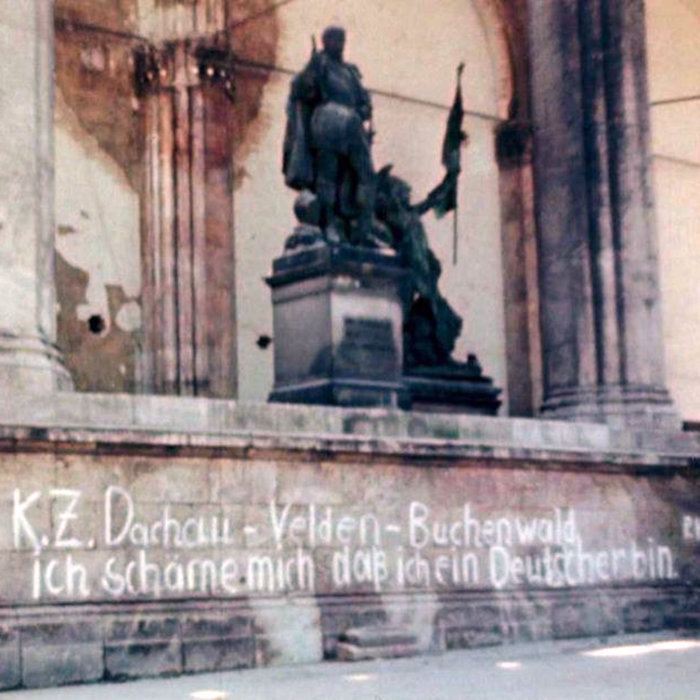 K.Z. Dachau - Velden - Buchenwald,
ich schäme mich daß ich ein Deutscher bin.